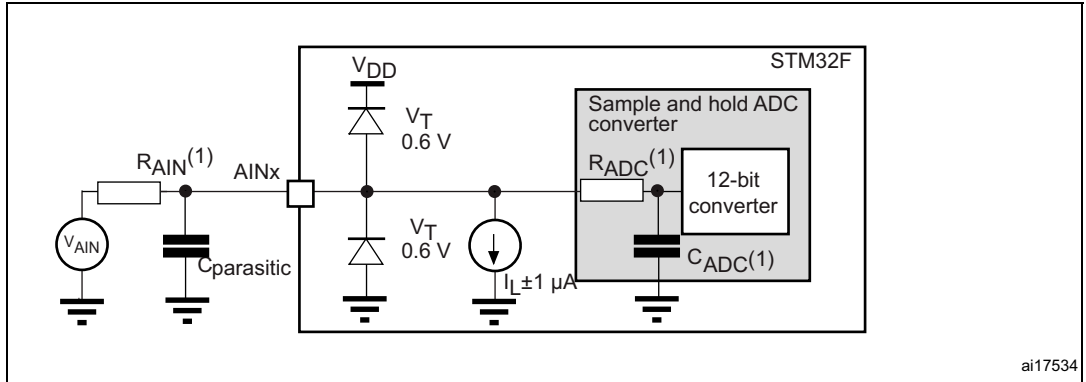 STM32F
VDD
Sample and hold ADC
converter
VT
0.6 V
RAIN(1)
AINx
RADC(1)
12-bit
converter
VAIN
Cparasitic
VT
0.6 V
IL±1 µA
CADC(1)
ai17534